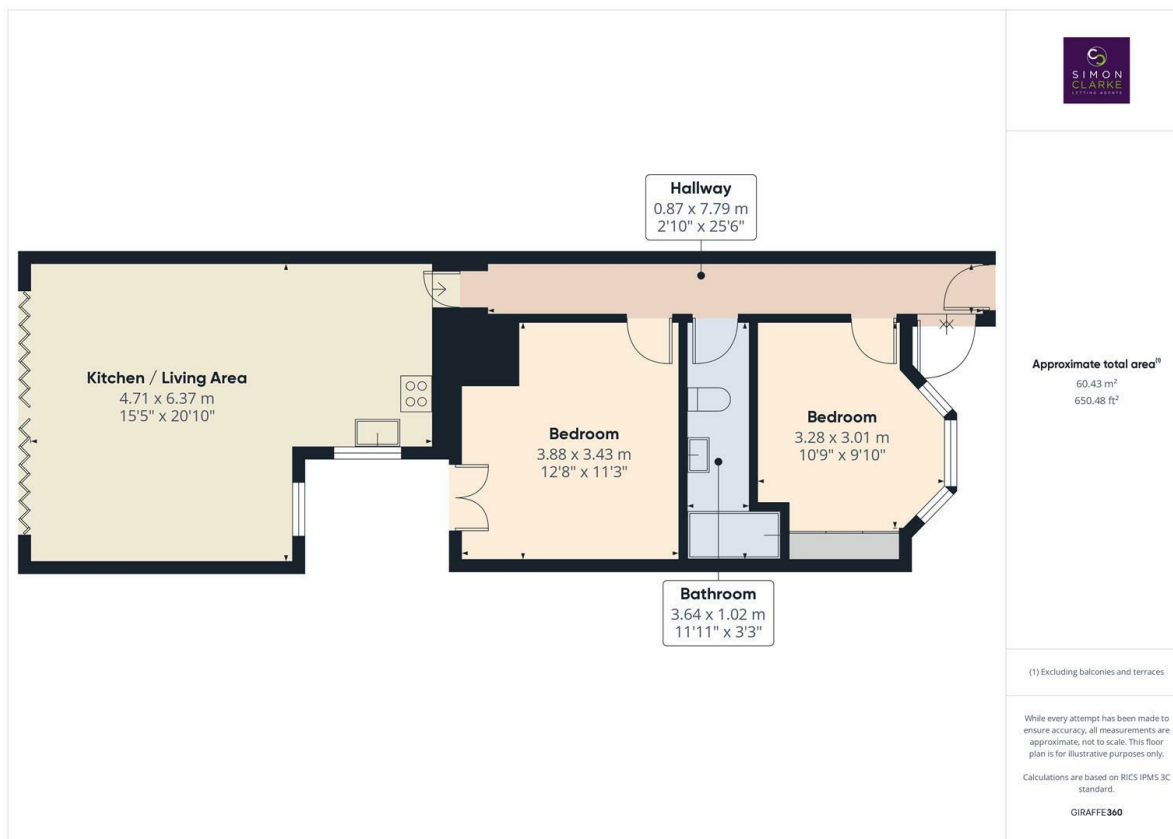 SIMON
CLARKE
LETTING AGENTS
Hallway
0.87 x 7.79 m
2'10" x 25'6"
Kitchen / Living Area
4.71 x 6.37 m
15'5" x 20'10"
Bedroom
3.88 x 3.43 m
12'8" x 11'3"
Bedroom
3.28 x 3.01 m
10'9" x 9'10"
Bathroom
3.64 x 1.02 m
11'11" x 3'3"
Approximate total area(1)
60.43 m²
650.48 ft²
(1) Excluding balconies and terraces
While every attempt has been made to
ensure accuracy, all measurements are
approximate, not to scale. This floor
plan is for illustrative purposes only.
Calculations are based on RICS IPMS 3C
standard.
GIRAFFE360